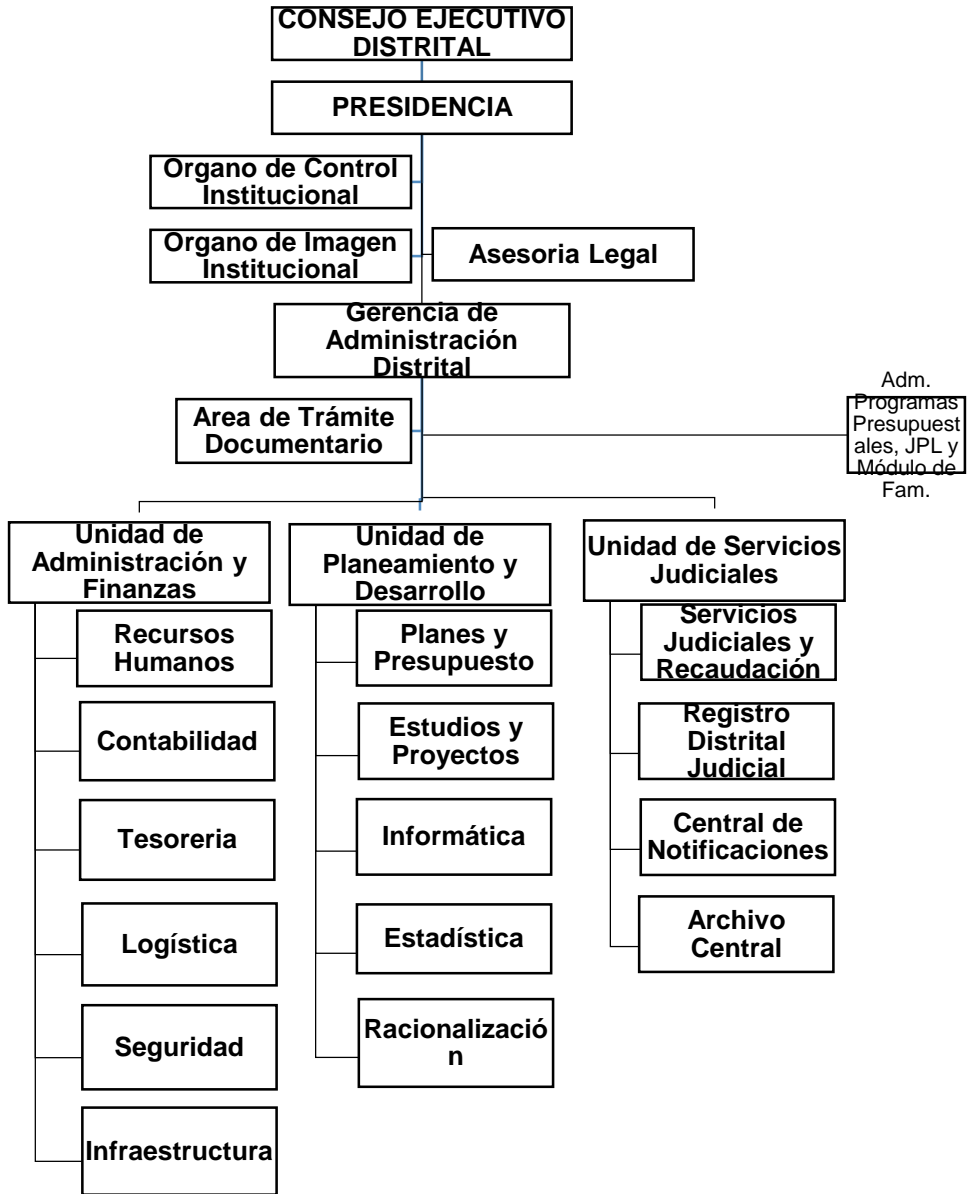 CONSEJO EJECUTIVO
DISTRITAL
PRESIDENCIA
Organo de Control
Institucional
Organo de Imagen
Institucional
Asesoria Legal
Gerencia de
Administración
Distrital
Area de Trámite
Documentario
Adm.
Programas
Presupuest
ales, JPL y
Módulo de
Fam.
Unidad de
Administración y
Finanzas
Recursos
Humanos
Contabilidad
Tesoreria
Logística
Seguridad
Infraestructura
Unidad de
Planeamiento y
Desarrollo
Planes y
Presupuesto
Estudios y
Proyectos
Informática
Estadística
Racionalizació
n
Unidad de Servicios
Judiciales
Servicios
Judiciales y
Recaudación
Registro
Distrital
Judicial
Central de
Notificaciones
Archivo
Central